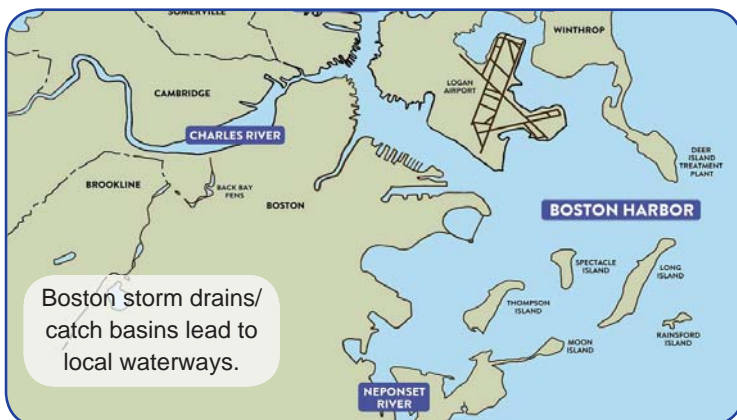 SOMERVILLE
WINTHROP
LOGAN
AIRPORT
CAMBRIDGE
CHARLES RIVER
DEER
ISLAND
TREATMENT
PLANT
BROOKLINE
BACK BAY
FENS
BOSTON
BOSTON HARBOR
SPECTACLE
ISLAND
LONG
ISLAND
Boston storm drains/
catch basins lead to
local waterways.
THOMPSON
ISLAND
RAINSFORD
ISLAND
MOON
ISLAND
NEPONSET
RIVER